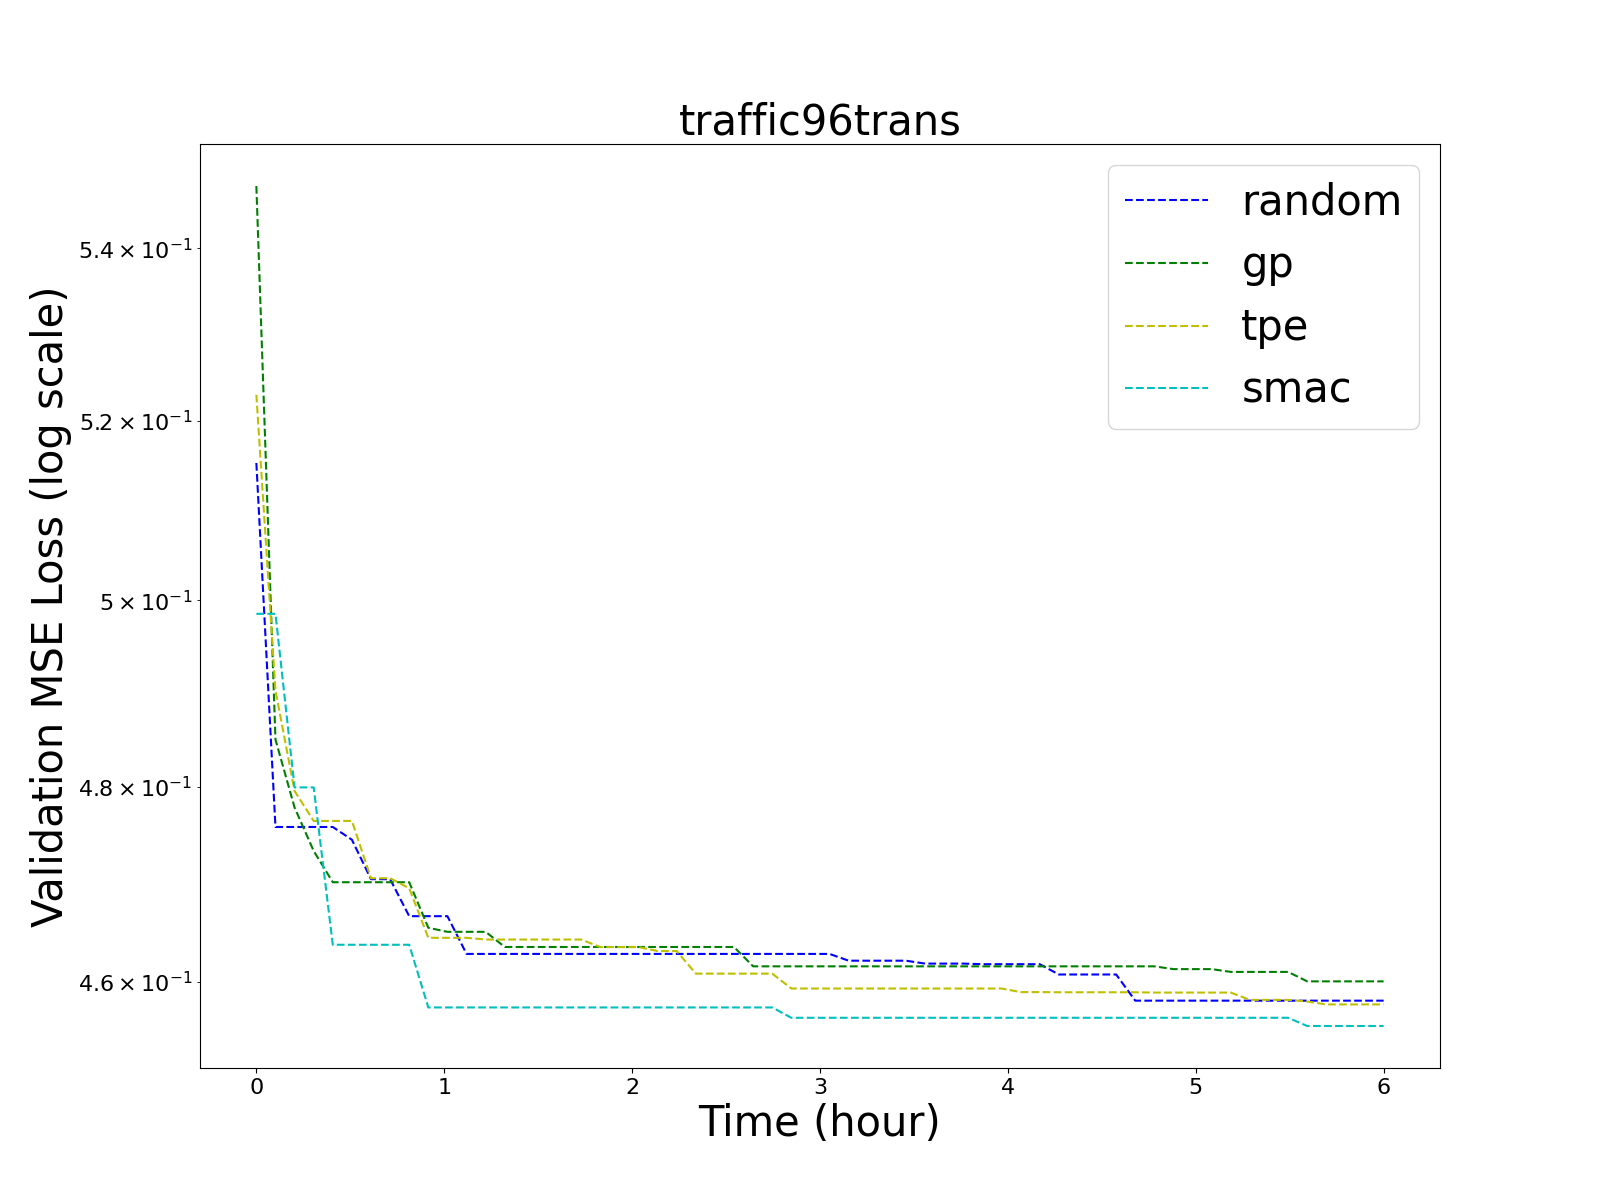 traffic96trans
Validation MSE Loss (log scale)
5.4 × 10⁻¹
5.2 × 10⁻¹
5 × 10⁻¹
4.8 × 10⁻¹
4.6 × 10⁻¹
random
gp
tpe
smac
0 1 2 3 4 5 6
Time (hour)